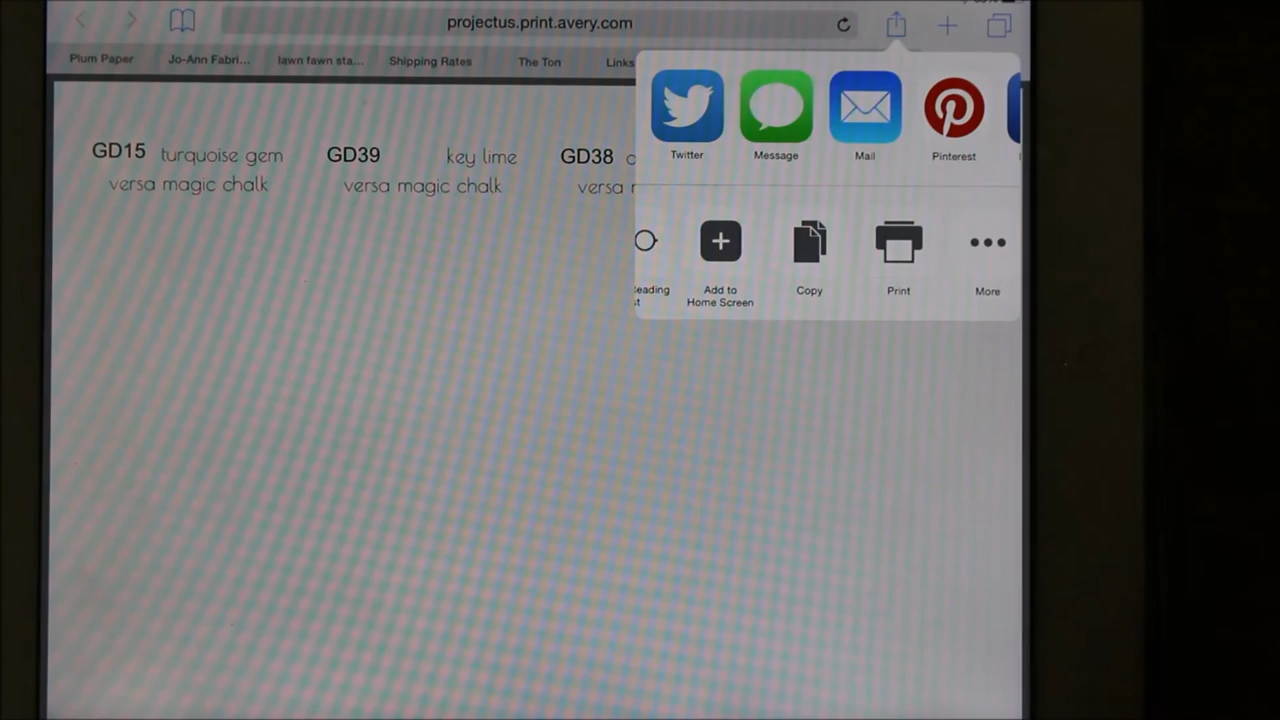 projectus.print.avery.com
Plum Paper Jo-Ann Fabri... lawn fawn sta... Shipping Rates The Ton Links
GD15 turquoise gem
versa magic chalk
GD39 key lime
versa magic chalk
GD38
versa
Twitter Message Mail Pinterest
Add to
Home Screen
Copy
Print
More